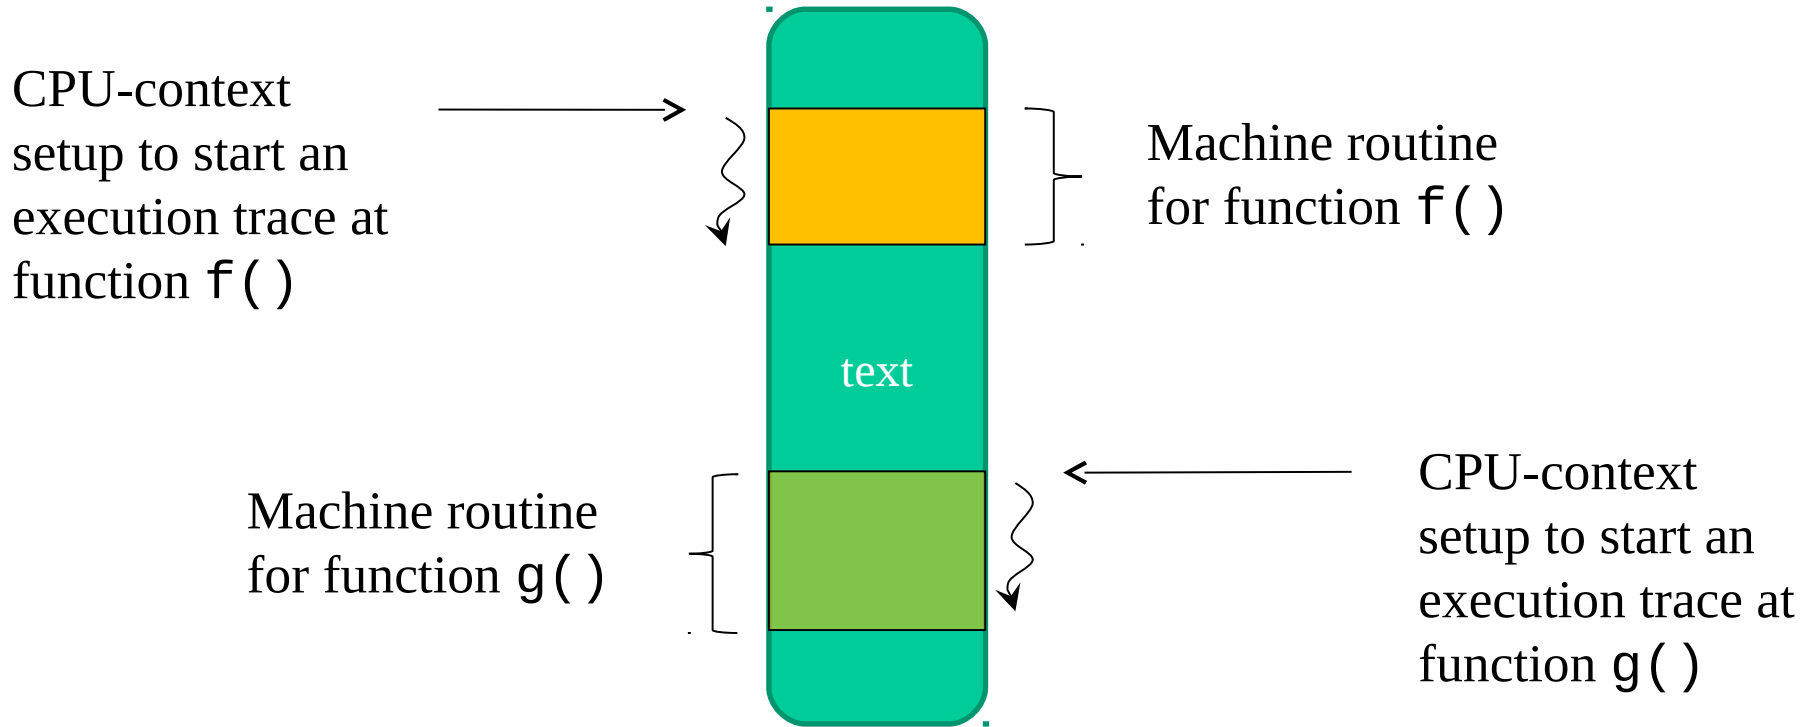 CPU-context
setup to start an
execution trace at
function f()
Machine routine
for function f()
text
Machine routine
for function g()
CPU-context
setup to start an
execution trace at
function g()